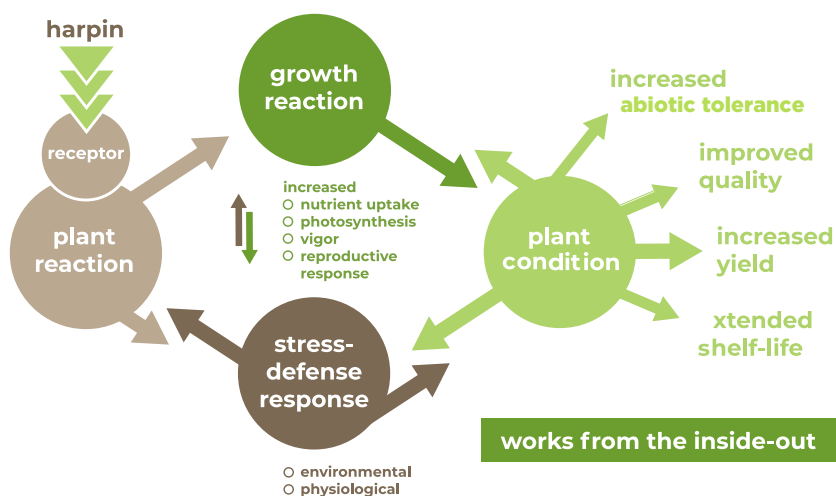 harpin
receptor
plant
reaction
growth
reaction
increased
○ nutrient uptake
○ photosynthesis
○ vigor
○ reproductive
response
stress-
defense
response
○ environmental
○ physiological
plant
condition
increased
abiotic tolerance
improved
quality
increased
yield
xtended
shelf-life
works from the inside-out